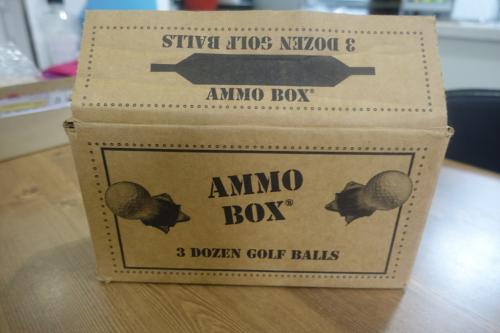 3 DOZEN GOLF BALLS
AMMO BOX®
AMMO
BOX®
3 DOZEN GOLF BALLS